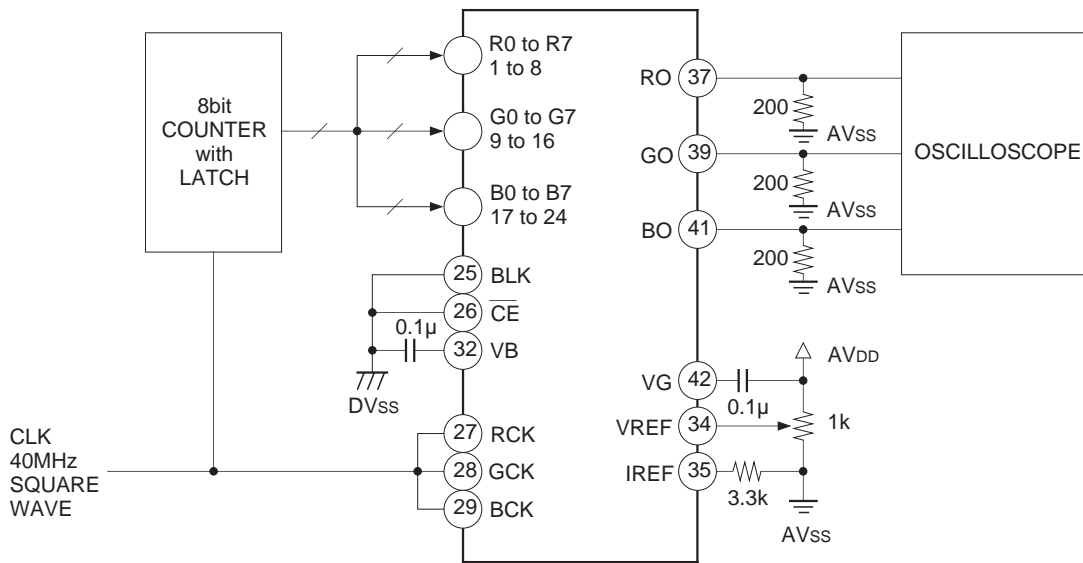 8bit
COUNTER
with
LATCH
R0 to R7
1 to 8
G0 to G7
9 to 16
B0 to B7
17 to 24
25
BLK
26
CE
0.1µ
32
VB
DVSS
27
RCK
28
GCK
29
BCK
CLK
40MHz
SQUARE
WAVE
RO
37
200
AVSS
GO
39
200
AVSS
BO
41
200
AVSS
OSCILLOSCOPE
AVDD
VG
42
0.1µ
VREF
34
1k
IREF
35
3.3k
AVSS